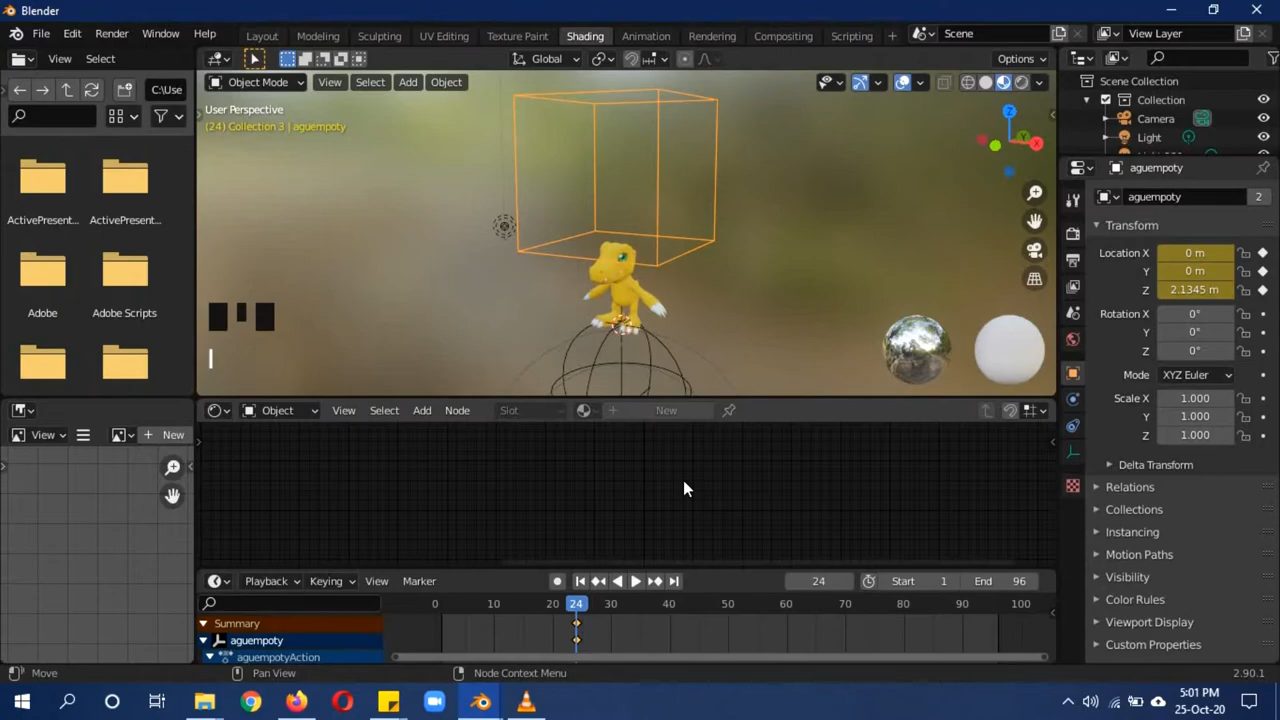 Blender
File Edit Render Window Help
Layout Modeling Sculpting UV Editing Texture Paint Shading Animation Rendering Compositing Scripting + Scene View Layer
View Select Global Options
C:\Use Object Mode View Select Add Object
User Perspective
(24) Collection 3 | aguempoty
Scene Collection
Collection
Camera
Light
ActivePresent... ActivePresent...
Adobe Adobe Scripts
Z
Y
X
aguempoty
aguempoty 2
Transform
Location X 0 m
Y 0 m
Z 2.1345 m
Rotation X 0°
Y 0°
Z 0°
Mode XYZ Euler
Scale X 1.000
Y 1.000
Z 1.000
Delta Transform
Relations
Collections
Instancing
Motion Paths
Visibility
Color Rules
Viewport Display
Custom Properties
Object View Select Add Node Slot + New
View + New
Playback Keying View Marker 24 Start 1 End 96
0 10 20 24 30 40 50 60 70 80 90 100
Summary
aguempoty
aguempotyAction
Move Pan View Node Context Menu 2.90.1
5:01 PM
25-Oct-20